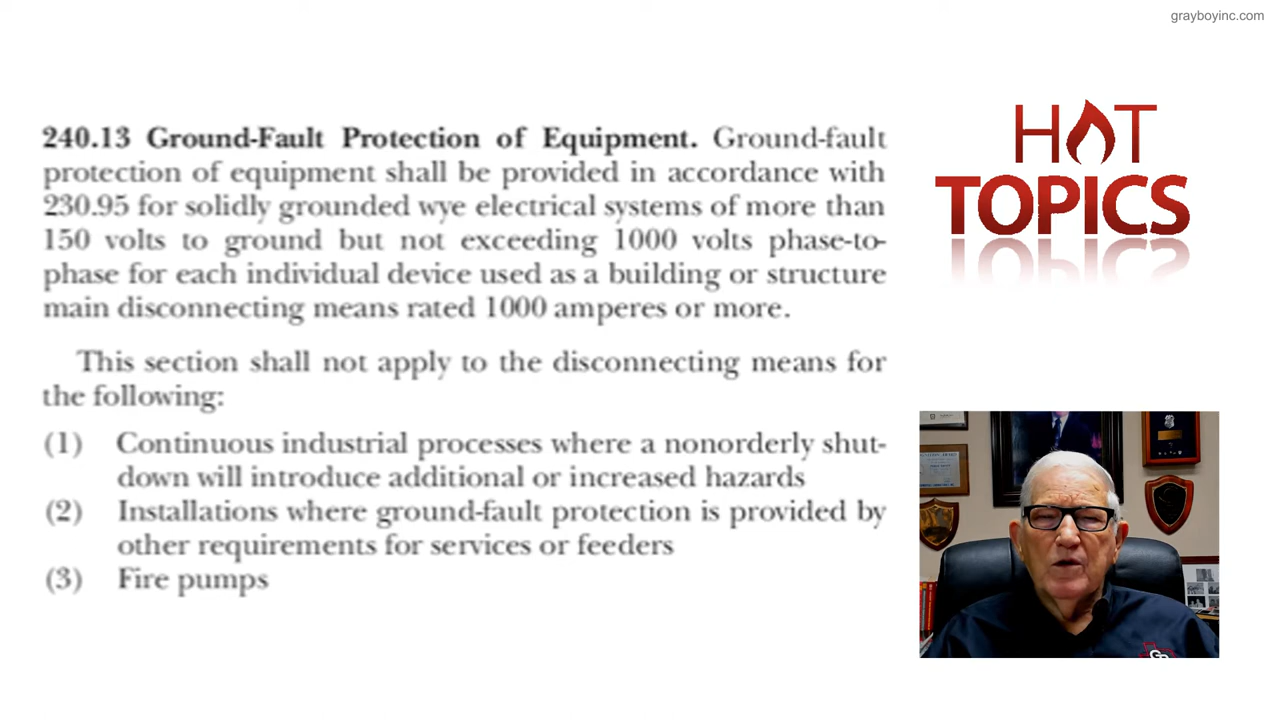 grayboyinc.com
240.13 Ground-Fault Protection of Equipment. Ground-fault
protection of equipment shall be provided in accordance with
230.95 for solidly grounded wye electrical systems of more than
150 volts to ground but not exceeding 1000 volts phase-to-
phase for each individual device used as a building or structure
main disconnecting means rated 1000 amperes or more.
This section shall not apply to the disconnecting means for
the following:
(1) Continuous industrial processes where a nonorderly shut-
down will introduce additional or increased hazards
(2) Installations where ground-fault protection is provided by
other requirements for services or feeders
(3) Fire pumps
HOT
TOPICS